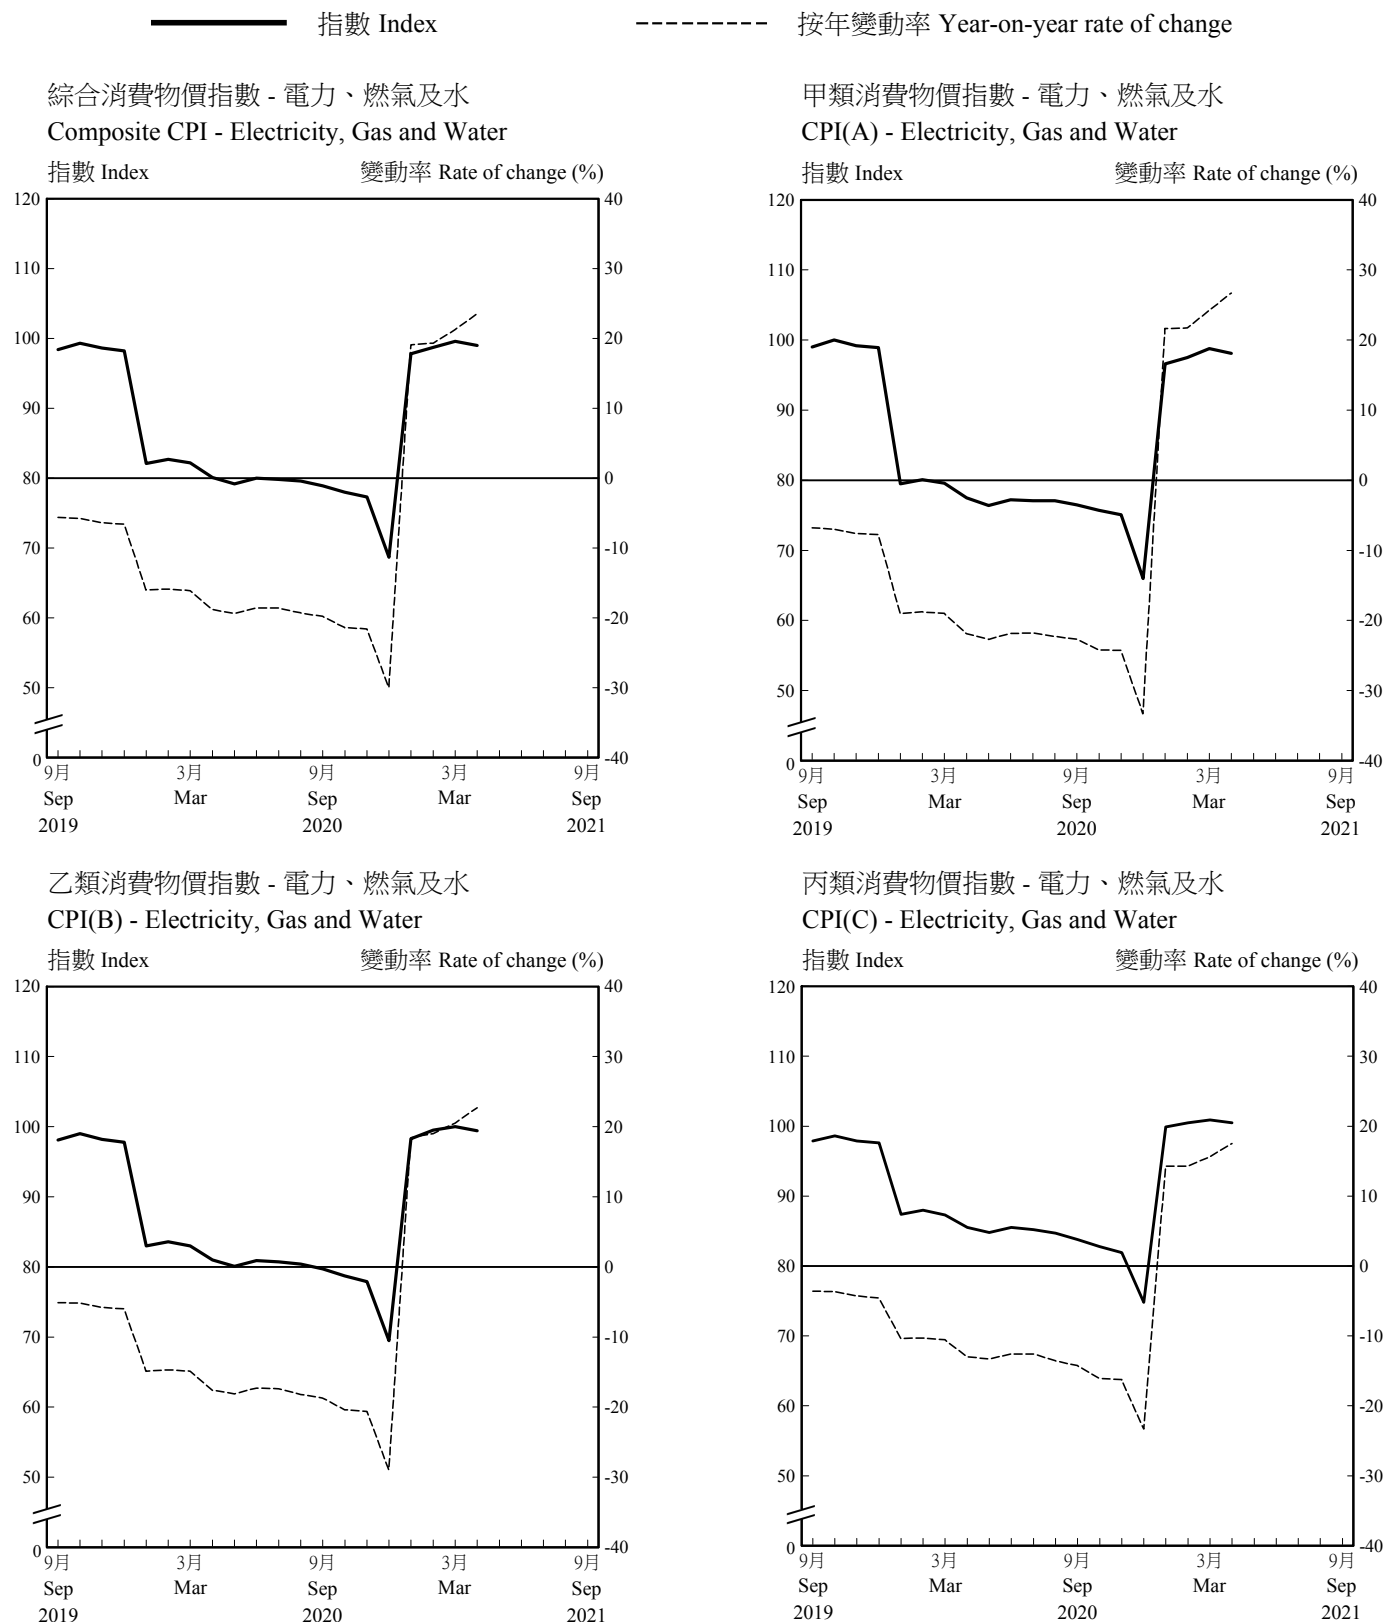 指數 Index
按年變動率 Year-on-year rate of change
綜合消費物價指數 - 電力、燃氣及水
Composite CPI - Electricity, Gas and Water
指數 Index 變動率 Rate of change (%)
120 40
110 30
100 20
90 10
80 0
70 -10
60 -20
50 -30
0 -40
9月 3月 9月 3月 9月
Sep Mar Sep Mar Sep
2019 2020 2021
甲類消費物價指數 - 電力、燃氣及水
CPI(A) - Electricity, Gas and Water
指數 Index 變動率 Rate of change (%)
120 40
110 30
100 20
90 10
80 0
70 -10
60 -20
50 -30
0 -40
9月 3月 9月 3月 9月
Sep Mar Sep Mar Sep
2019 2020 2021
乙類消費物價指數 - 電力、燃氣及水
CPI(B) - Electricity, Gas and Water
指數 Index 變動率 Rate of change (%)
120 40
110 30
100 20
90 10
80 0
70 -10
60 -20
50 -30
0 -40
9月 3月 9月 3月 9月
Sep Mar Sep Mar Sep
2019 2020 2021
丙類消費物價指數 - 電力、燃氣及水
CPI(C) - Electricity, Gas and Water
指數 Index 變動率 Rate of change (%)
120 40
110 30
100 20
90 10
80 0
70 -10
60 -20
50 -30
0 -40
9月 3月 9月 3月 9月
Sep Mar Sep Mar Sep
2019 2020 2021